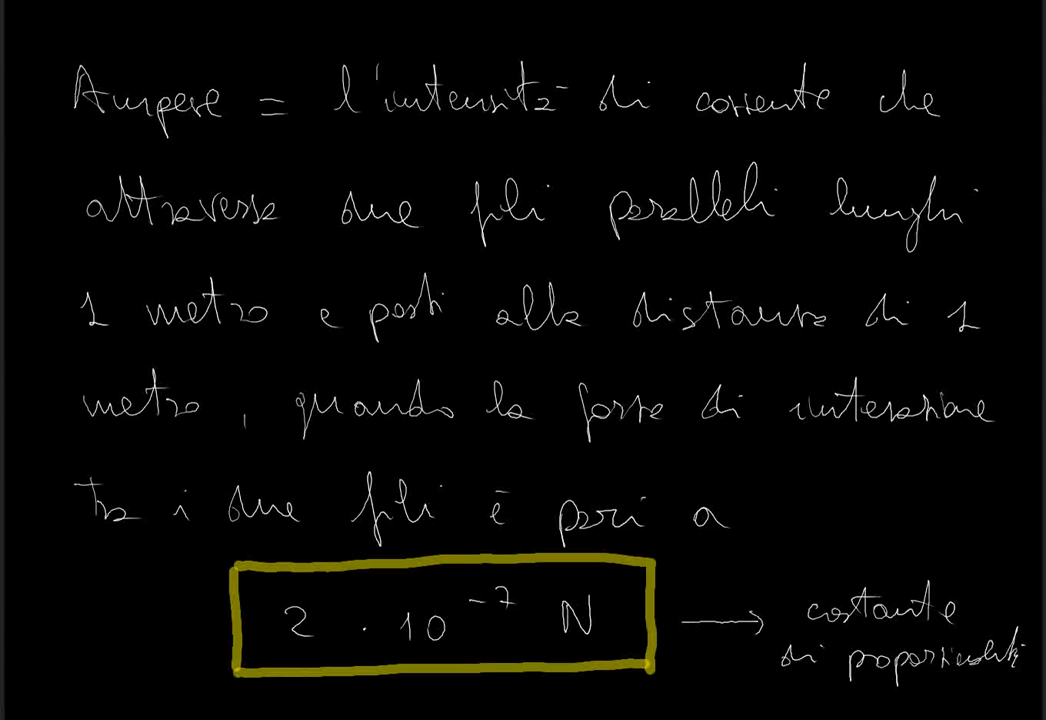 Ampere = l'intensità di corrente che
attraversa due fili paralleli lunghi
1 metro e posti alla distanza di 1
metro, quando la forza di interazione
tra i due fili è pari a
2 · 10⁻⁷ N → costante
di proporzionalità